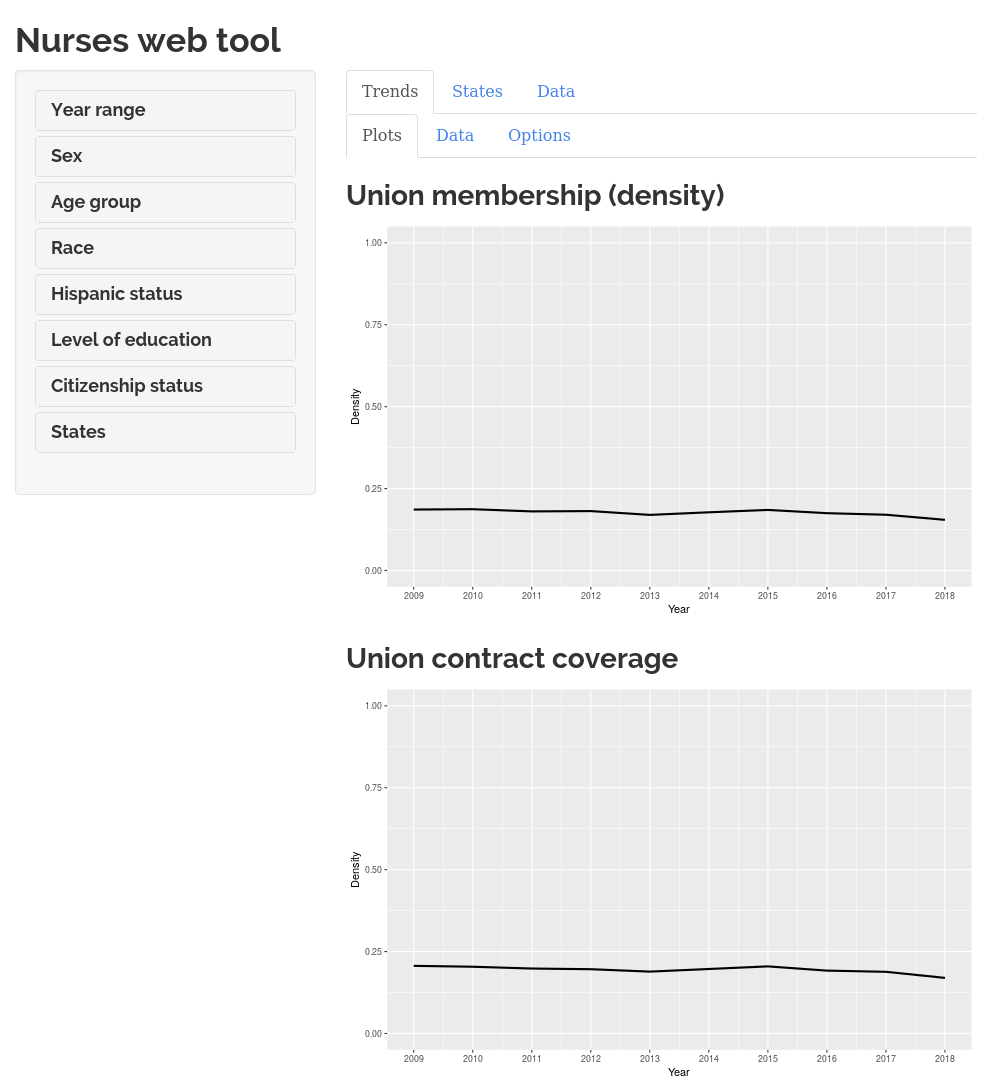 Nurses web tool
Year range
Sex
Age group
Race
Hispanic status
Level of education
Citizenship status
States
Trends States Data
Plots Data Options
Union membership (density)
1.00
0.75
0.50
0.25
0.00
Density
2009 2010 2011 2012 2013 2014 2015 2016 2017 2018
Year
Union contract coverage
1.00
0.75
0.50
0.25
0.00
Density
2009 2010 2011 2012 2013 2014 2015 2016 2017 2018
Year